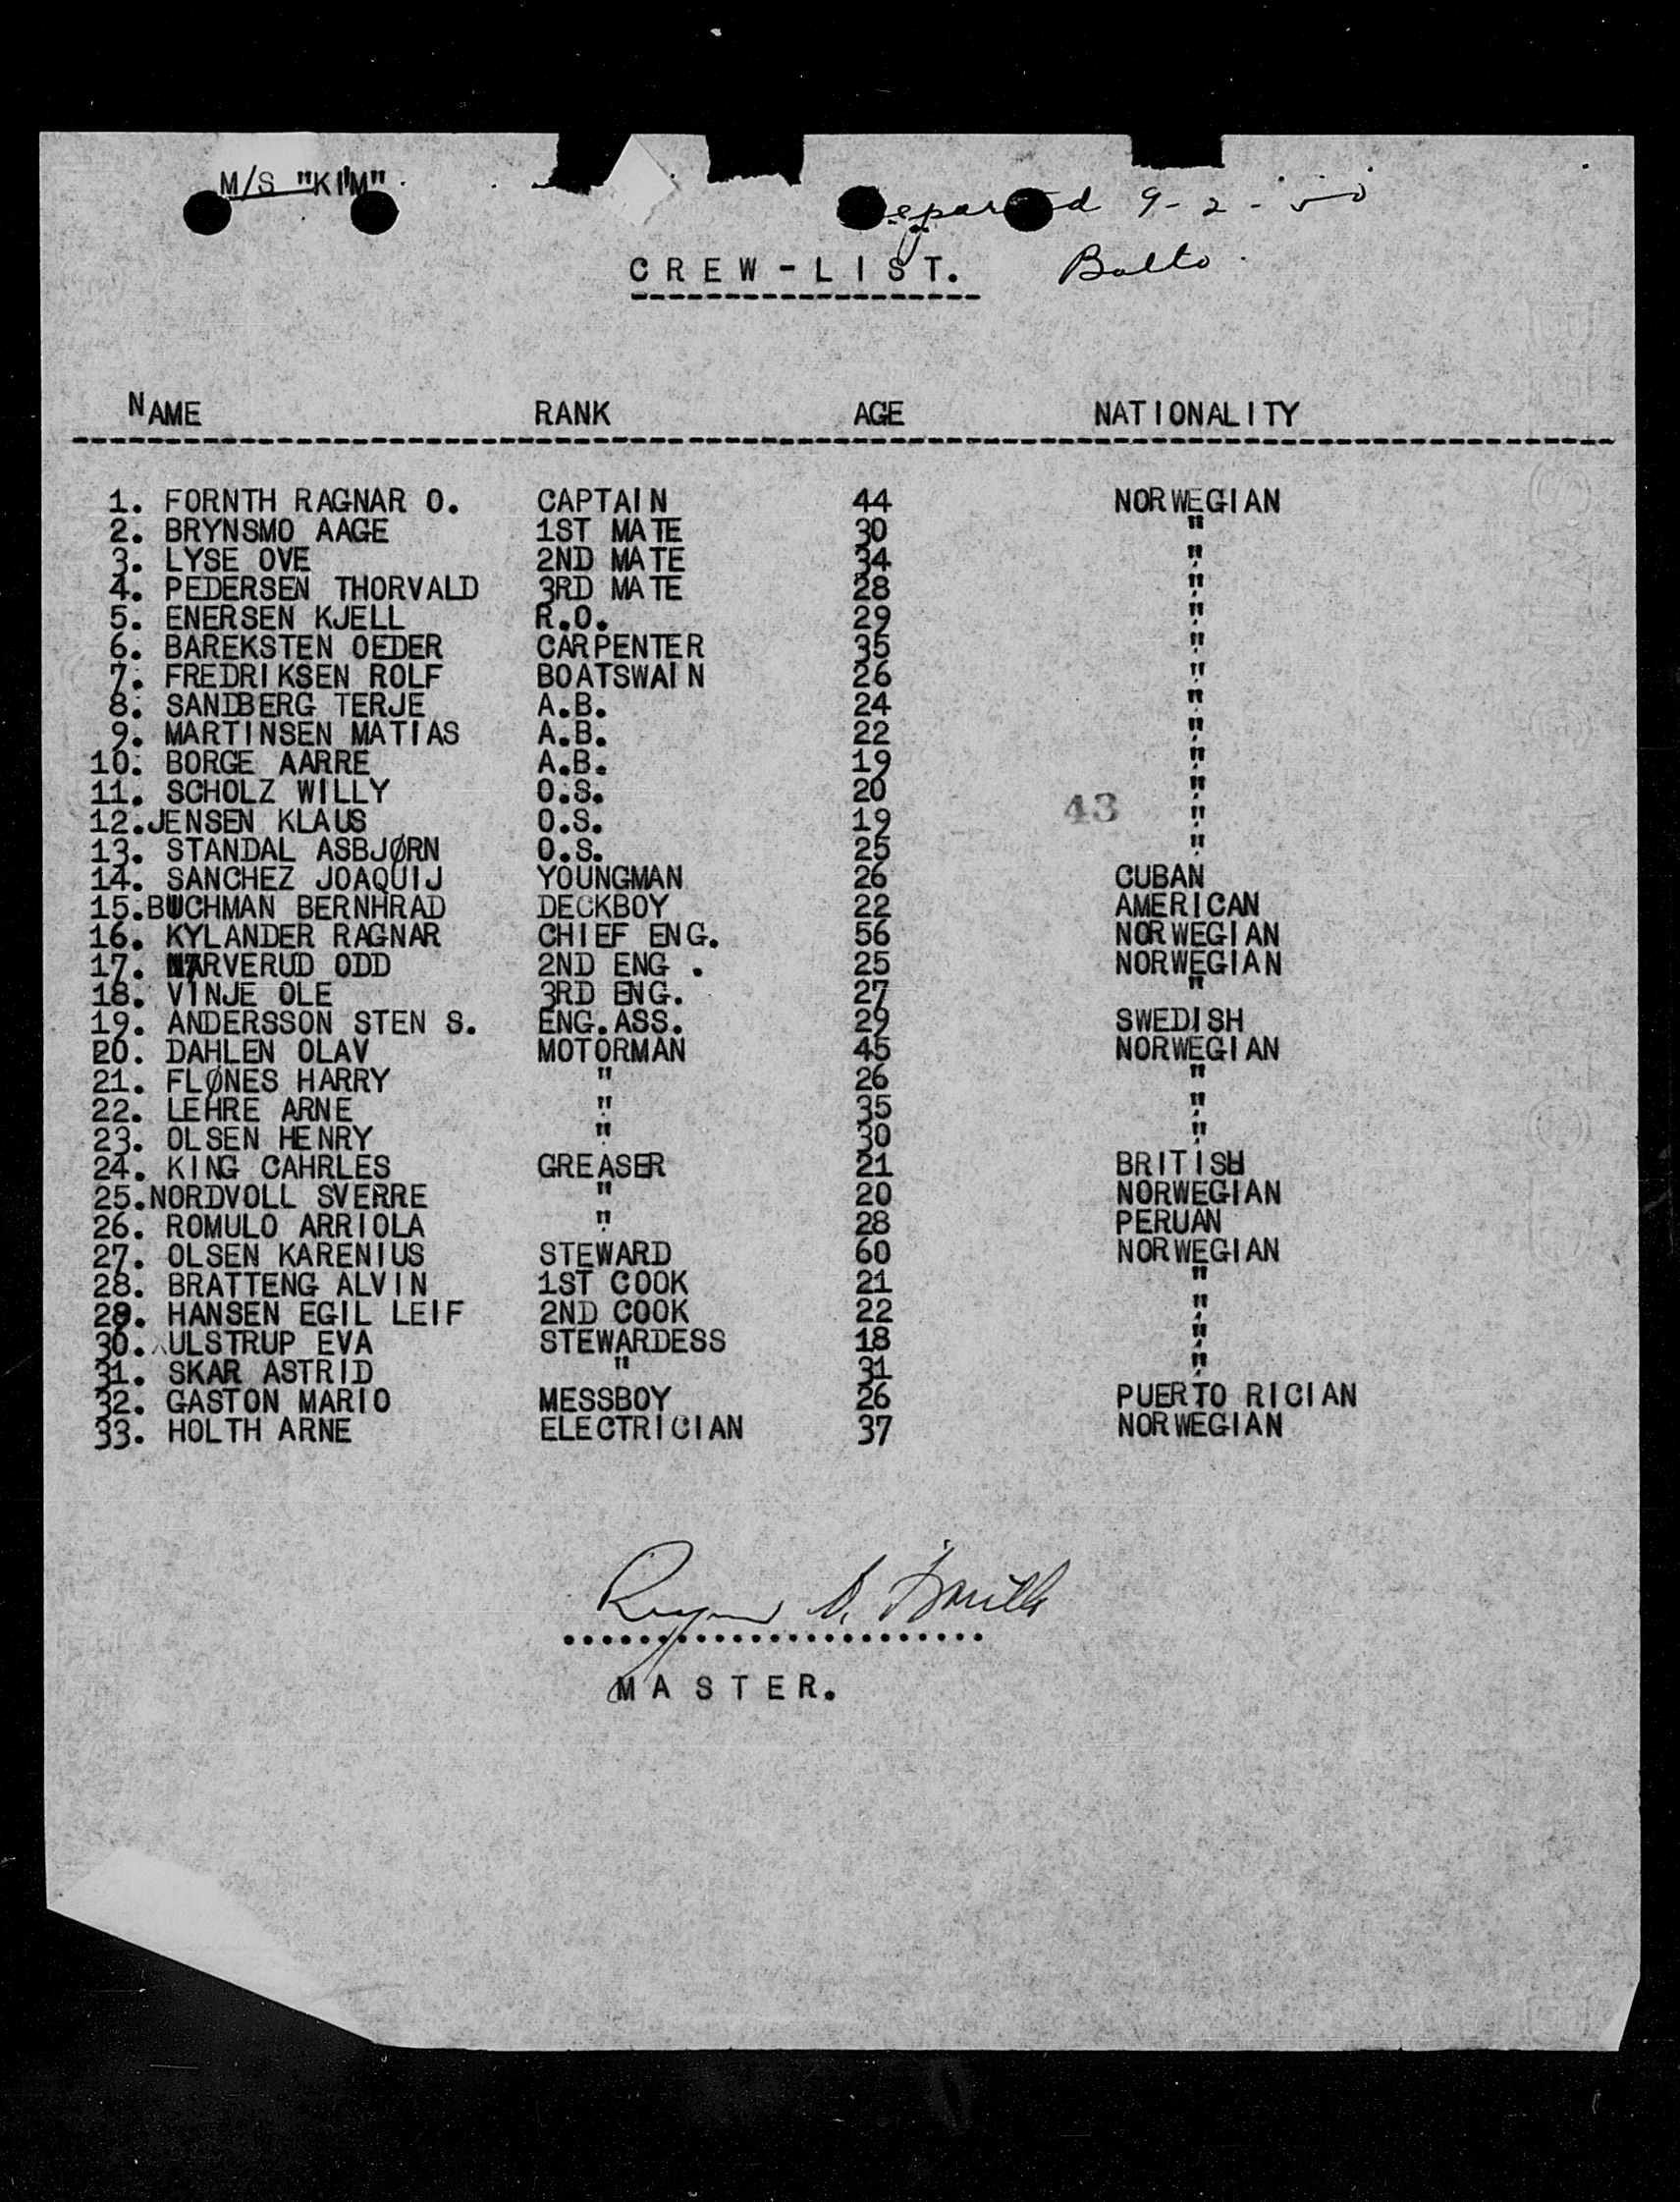 M/S "KIM"
9-2-50
CREW-LIST. Balto
NAME RANK AGE NATIONALITY
1. FORNTH RAGNAR O. CAPTAIN 44 NORWEGIAN
2. BRYNSMO AAGE 1ST MATE 30 "
3. LYSE OVE 2ND MATE 34 "
4. PEDERSEN THORVALD 3RD MATE 28 "
5. ENERSEN KJELL R.O. 29 "
6. BAREKSTEN OEDER CARPENTER 35 "
7. FREDRIKSEN ROLF BOATSWAIN 26 "
8. SANDBERG TERJE A.B. 24 "
9. MARTINSEN MATIAS A.B. 22 "
10. BORGE AARRE A.B. 19 "
11. SCHOLZ WILLY O.S. 20 "
12. JENSEN KLAUS O.S. 19 43 "
13. STANDAL ASBJØRN O.S. 25 "
14. SANCHEZ JOAQUIJ YOUNGMAN 26 CUBAN
15. BUCHMAN BERNHRAD DECKBOY 22 AMERICAN
16. KYLANDER RAGNAR CHIEF ENG. 56 NORWEGIAN
17. NARVERUD ODD 2ND ENG . 25 NORWEGIAN
18. VINJE OLE 3RD ENG. 27 "
19. ANDERSSON STEN S. ENG.ASS. 29 SWEDISH
20. DAHLEN OLAV MOTORMAN 45 NORWEGIAN
21. FLØNES HARRY " 26 "
22. LEHRE ARNE " 35 "
23. OLSEN HENRY " 30 "
24. KING CAHRLES GREASER 21 BRITISH
25. NORDVOLL SVERRE " 20 NORWEGIAN
26. ROMULO ARRIOLA " 28 PERUAN
27. OLSEN KARENIUS STEWARD 60 NORWEGIAN
28. BRATTENG ALVIN 1ST COOK 21 "
29. HANSEN EGIL LEIF 2ND COOK 22 "
30. ULSTRUP EVA STEWARDESS 18 "
31. SKAR ASTRID " 31 "
32. GASTON MARIO MESSBOY 26 PUERTO RICIAN
33. HOLTH ARNE ELECTRICIAN 37 NORWEGIAN
MASTER.